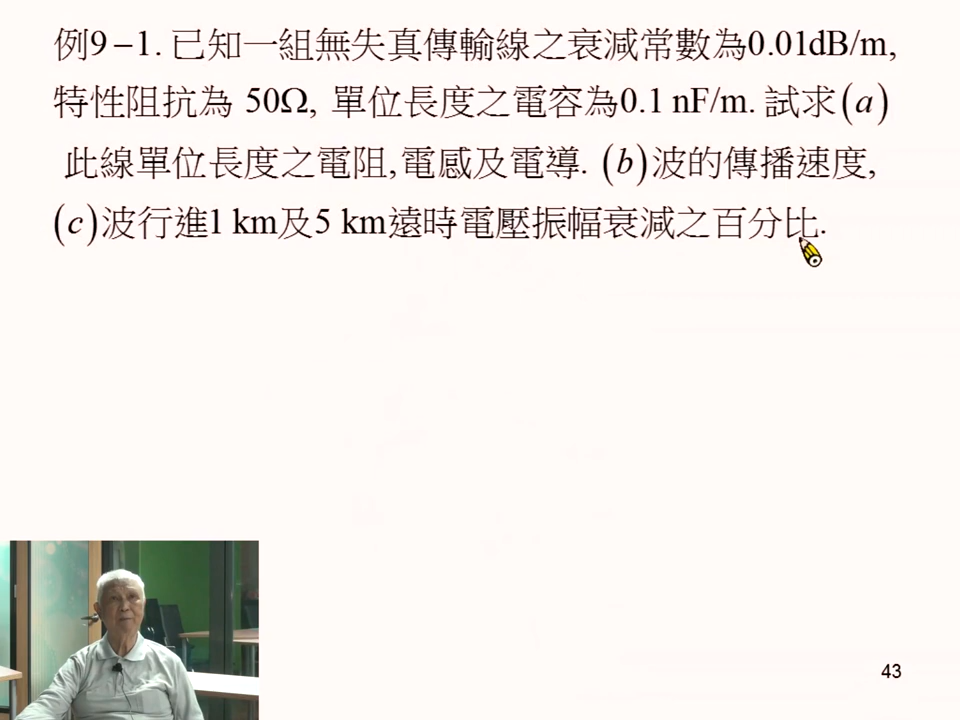 例9－1. 已知一組無失真傳輸線之衰減常數為0.01dB/m,
特性阻抗為 50Ω, 單位長度之電容為0.1 nF/m. 試求(a)
此線單位長度之電阻,電感及電導. (b)波的傳播速度,
(c)波行進1 km及5 km遠時電壓振幅衰減之百分比.
43